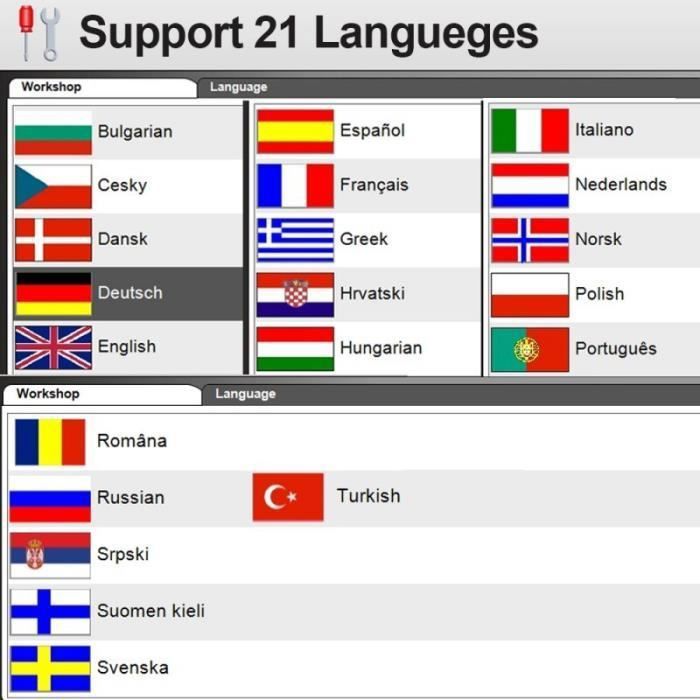 Support 21 Langueges
Workshop
Language
Bulgarian
Cesky
Dansk
Deutsch
English
Español
Français
Greek
Hrvatski
Hungarian
Italiano
Nederlands
Norsk
Polish
Português
Workshop
Language
Româna
Russian
Srpski
Suomen kieli
Svenska
Turkish